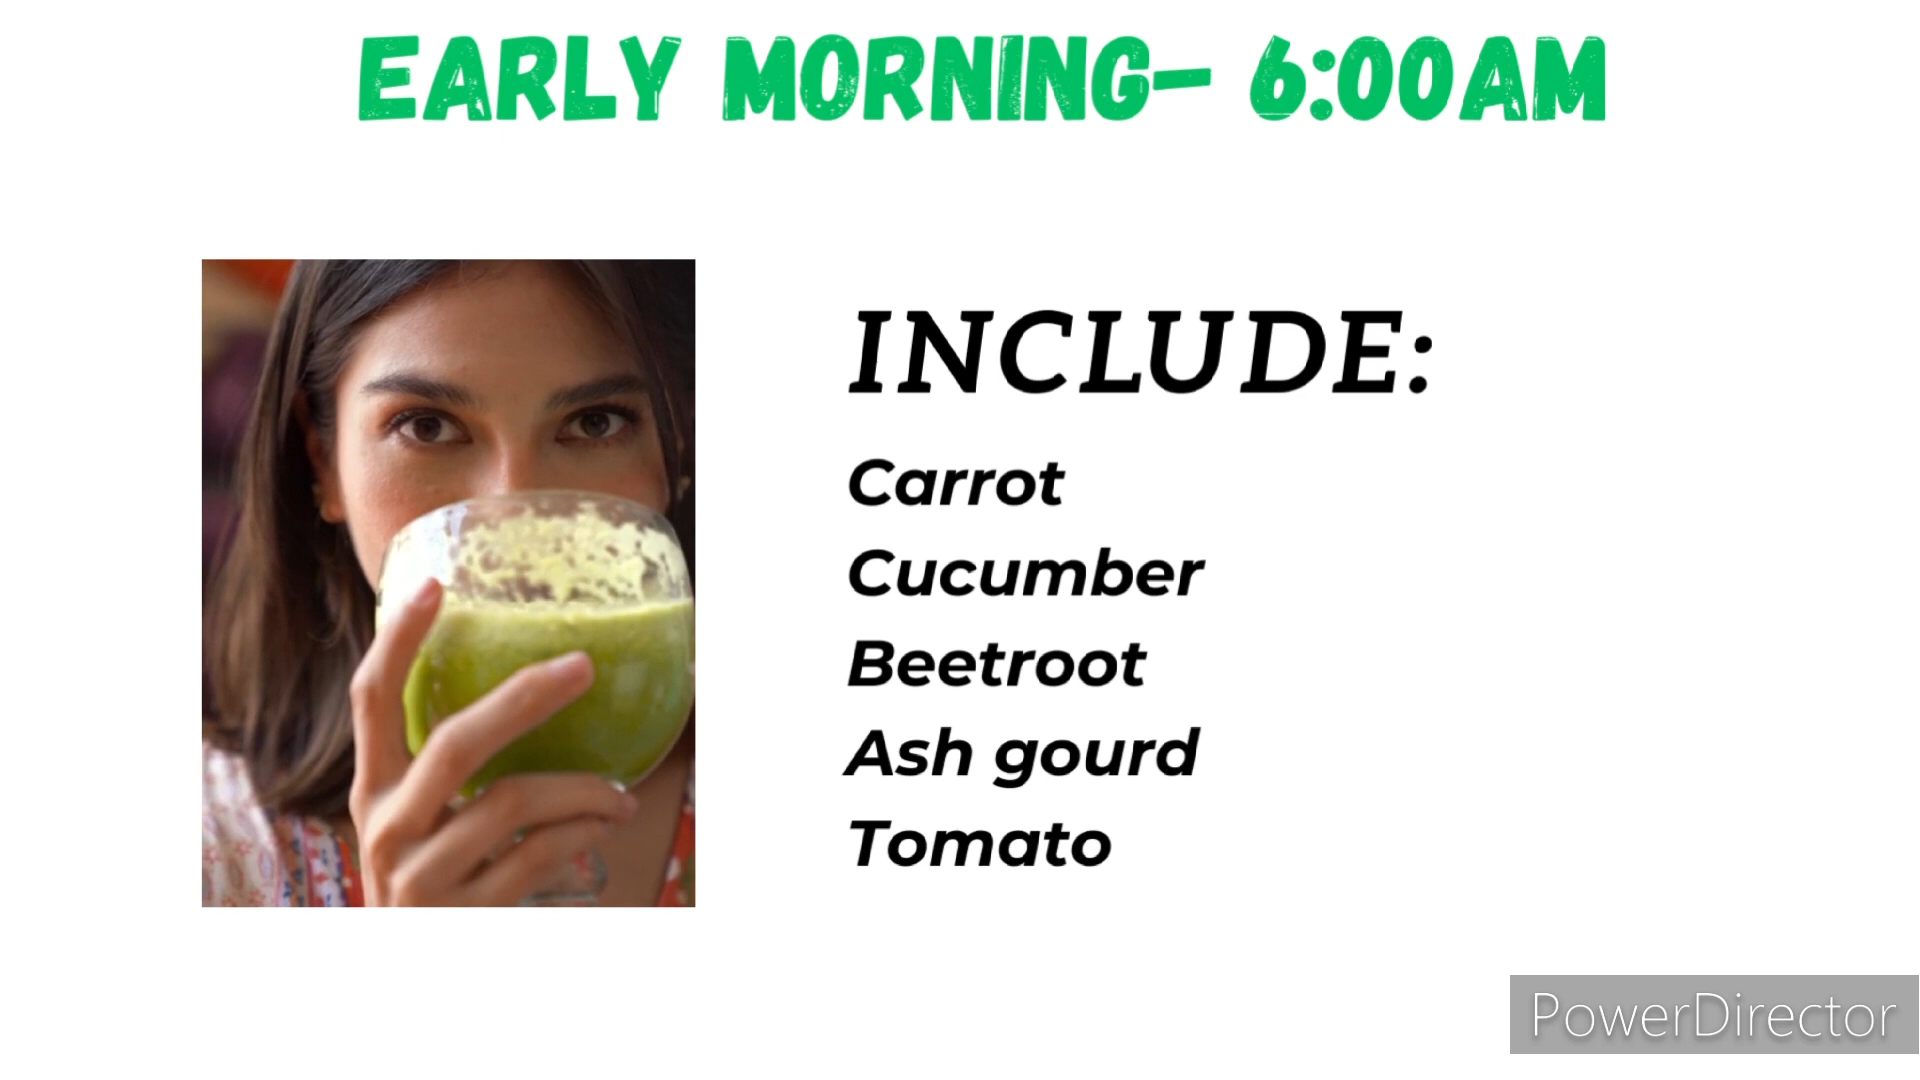 EARLY MORNING- 6:00AM
INCLUDE:
Carrot
Cucumber
Beetroot
Ash gourd
Tomato
PowerDirector